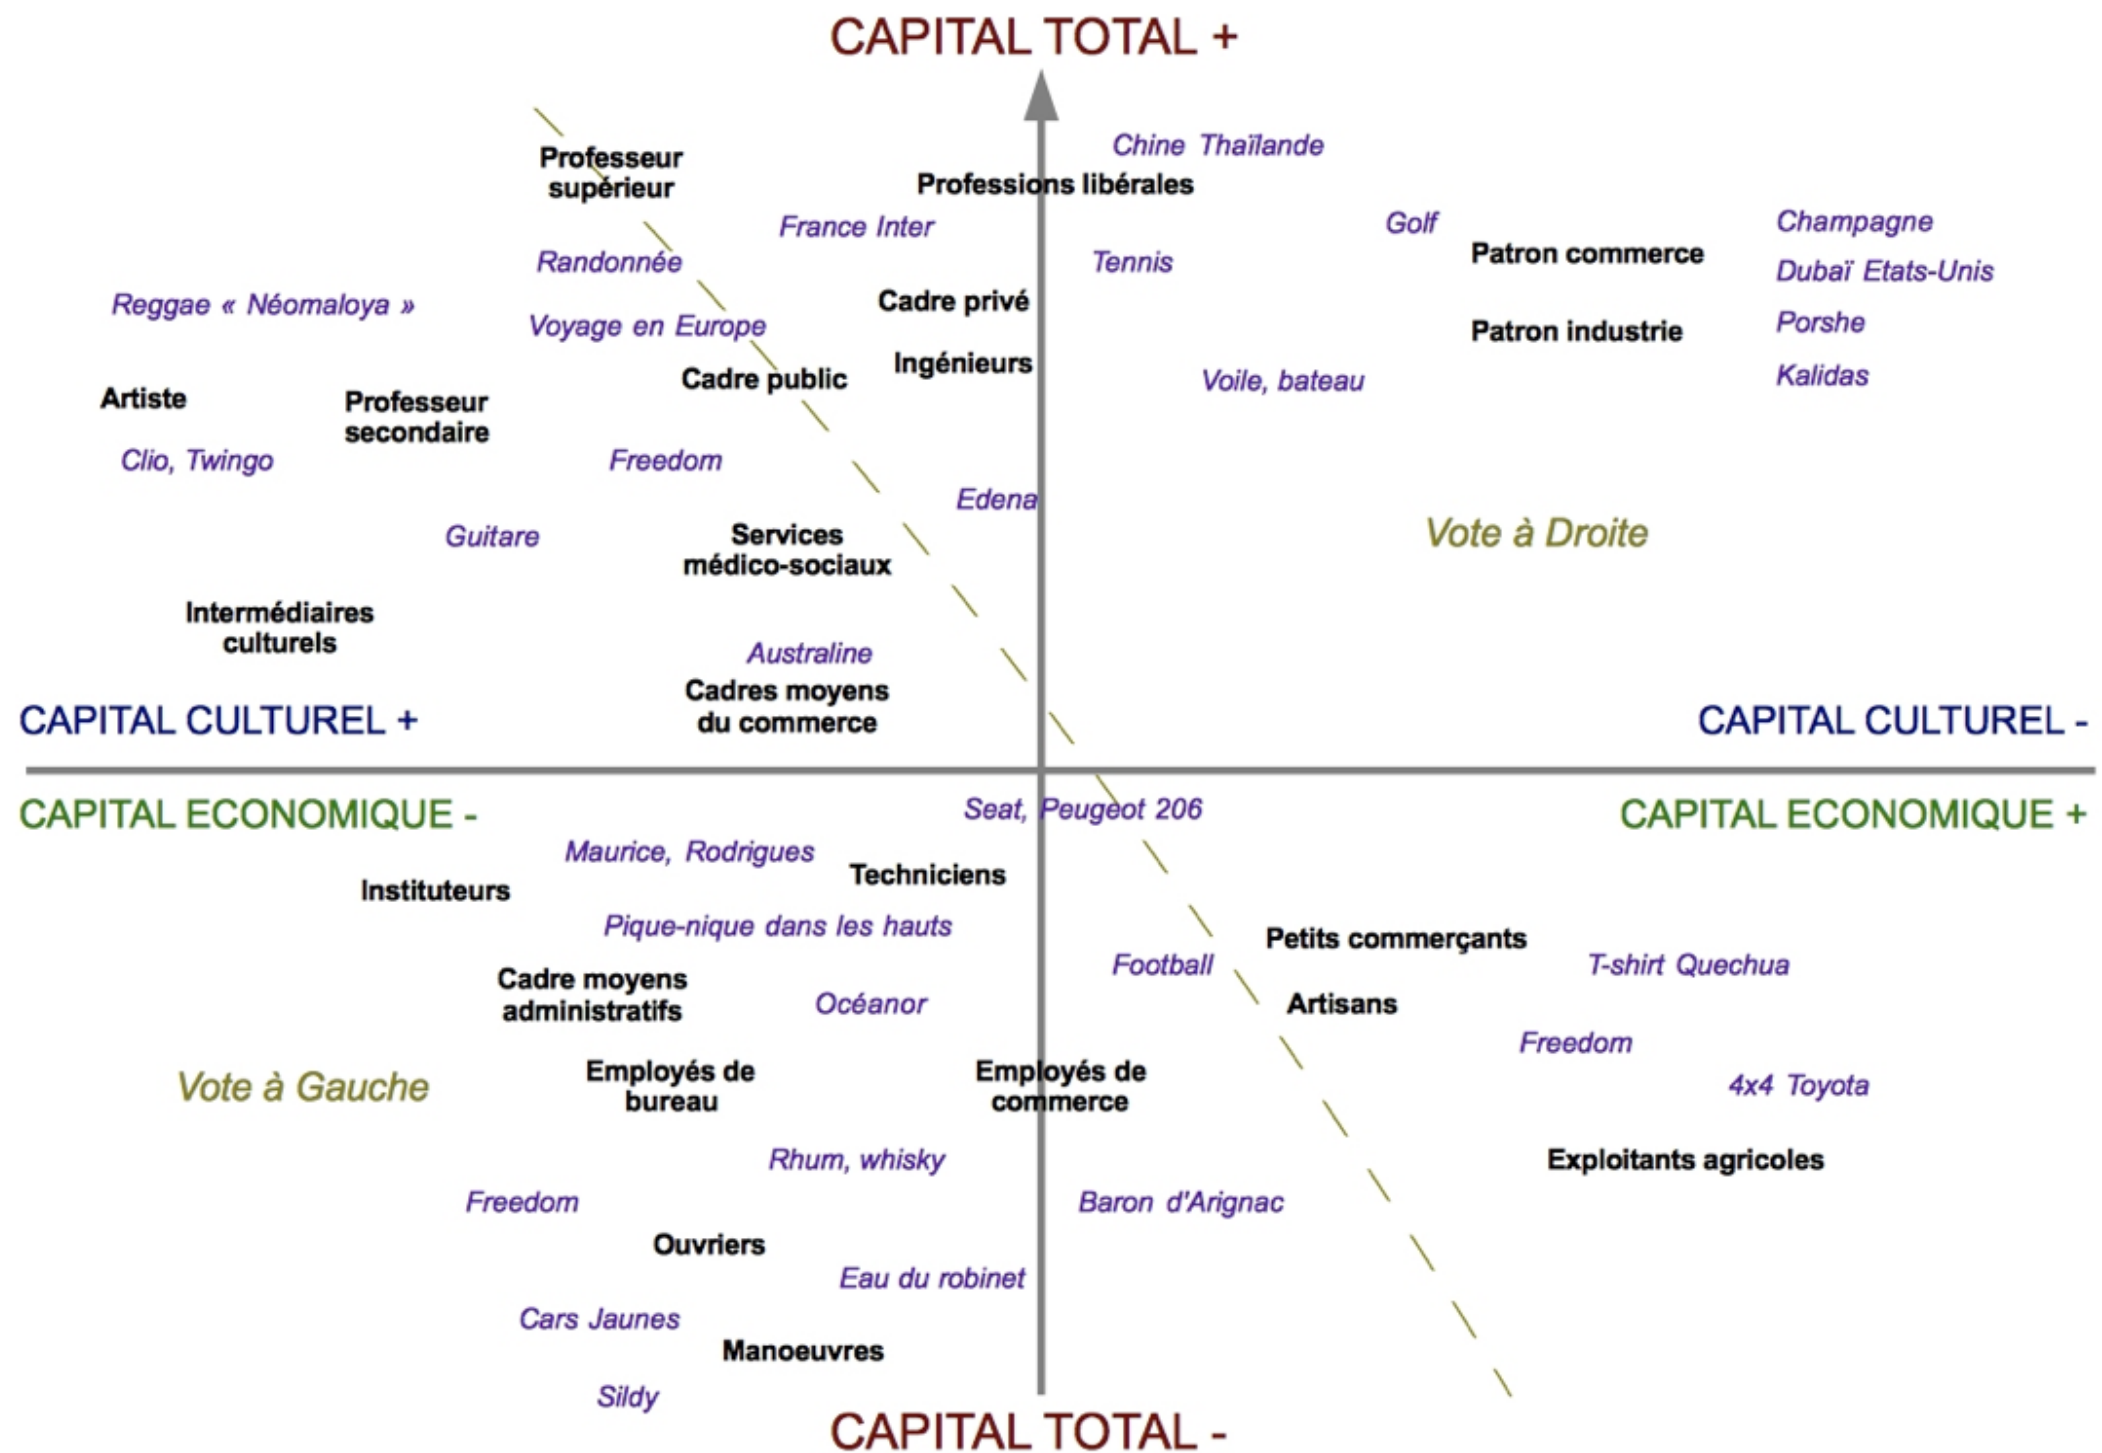 CAPITAL TOTAL +
Chine Thaïlande
Professeur
supérieur
Professions libérales
France Inter
Golf
Champagne
Patron commerce
Randonnée
Tennis
Dubaï Etats-Unis
Reggae « Néomaloya »
Cadre privé
Voyage en Europe
Patron industrie
Porshe
Ingénieurs
Cadre public
Voile, bateau
Kalidas
Artiste
Professeur
secondaire
Clio, Twingo
Freedom
Edena
Guitare
Services
médico-sociaux
Vote à Droite
Intermédiaires
culturels
Australine
Cadres moyens
du commerce
CAPITAL CULTUREL +
CAPITAL CULTUREL -
CAPITAL ECONOMIQUE -
Seat, Peugeot 206
CAPITAL ECONOMIQUE +
Maurice, Rodrigues
Techniciens
Instituteurs
Pique-nique dans les hauts
Petits commerçants
Football
T-shirt Quechua
Cadre moyens
administratifs
Océanor
Artisans
Freedom
Vote à Gauche
Employés de
bureau
Employés de
commerce
4x4 Toyota
Rhum, whisky
Exploitants agricoles
Freedom
Baron d'Arignac
Ouvriers
Eau du robinet
Cars Jaunes
Manoeuvres
Sildy
CAPITAL TOTAL -